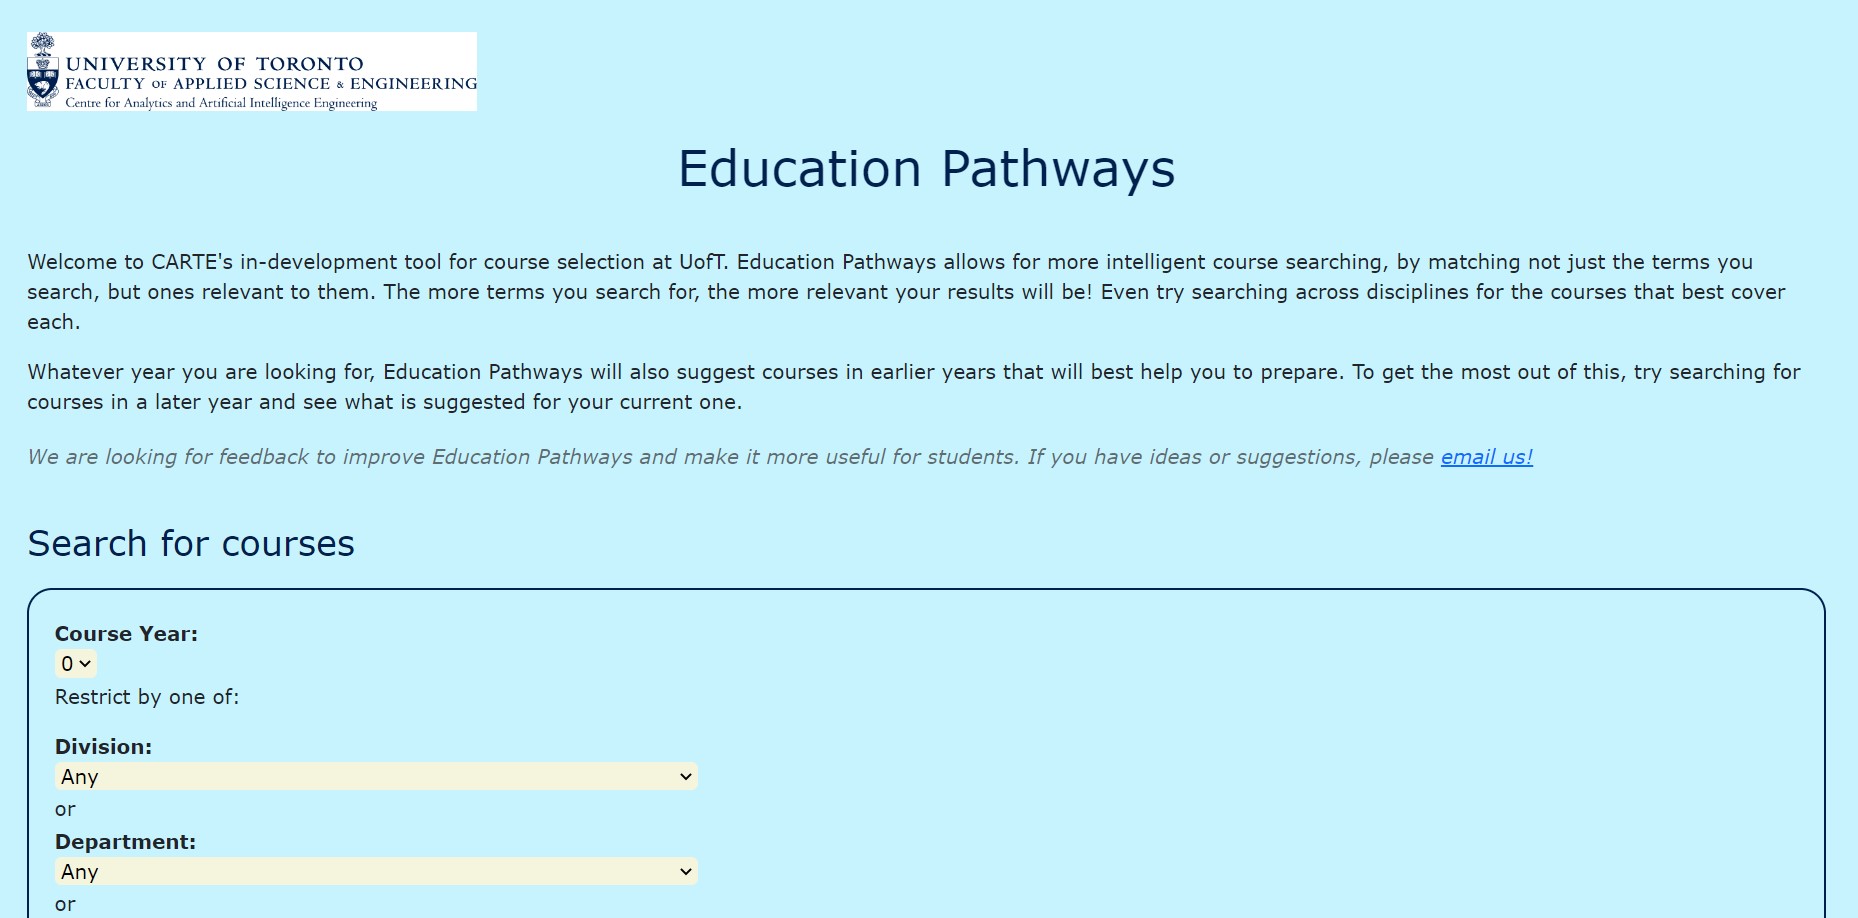 UNIVERSITY OF TORONTO
FACULTY OF APPLIED SCIENCE & ENGINEERING
Centre for Analytics and Artificial Intelligence Engineering
Education Pathways
Welcome to CARTE's in-development tool for course selection at UofT. Education Pathways allows for more intelligent course searching, by matching not just the terms you
search, but ones relevant to them. The more terms you search for, the more relevant your results will be! Even try searching across disciplines for the courses that best cover
each.
Whatever year you are looking for, Education Pathways will also suggest courses in earlier years that will best help you to prepare. To get the most out of this, try searching for
courses in a later year and see what is suggested for your current one.
We are looking for feedback to improve Education Pathways and make it more useful for students. If you have ideas or suggestions, please email us!
Search for courses
Course Year:
0
Restrict by one of:
Division:
Any
or
Department:
Any
or